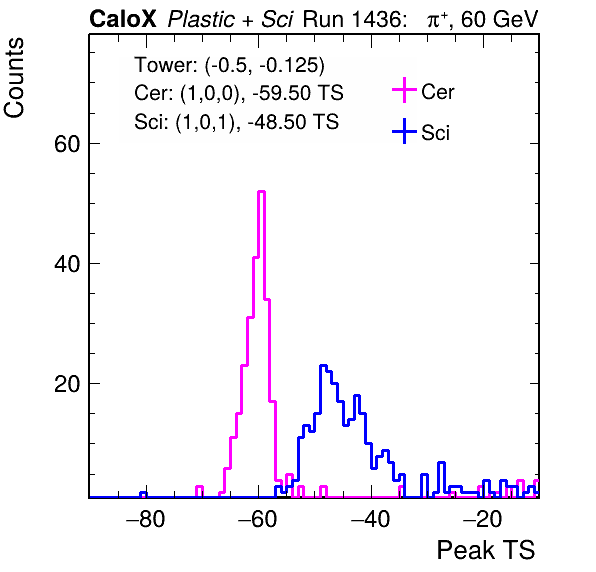 CaloX Plastic + Sci Run 1436: π⁺, 60 GeV
Counts
Tower: (-0.5, -0.125)
Cer: (1,0,0), -59.50 TS
Sci: (1,0,1), -48.50 TS
Cer
Sci
60
40
20
−80 −60 −40 −20
Peak TS